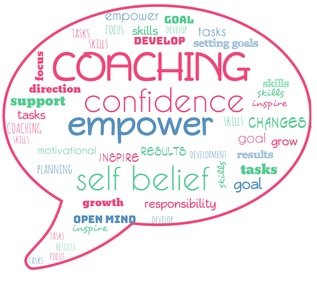 empower GOAL
TASKS FOCUS skills DEVELOP tasks
SKILLS DEVELOP setting goals
focus COACHING
direction confidence skills
support skills
tasks empower inspire
COACHING SKILLS CHANGES
SKILLS goal grow
motivational INSPIRE RESULTS DEVELOPMENT results
PLANNING self belief skills tasks
goal
growth responsibility
OPEN MIND DEVELOP
inspire
TASKS
RESULTS
FOCUS
TASKS